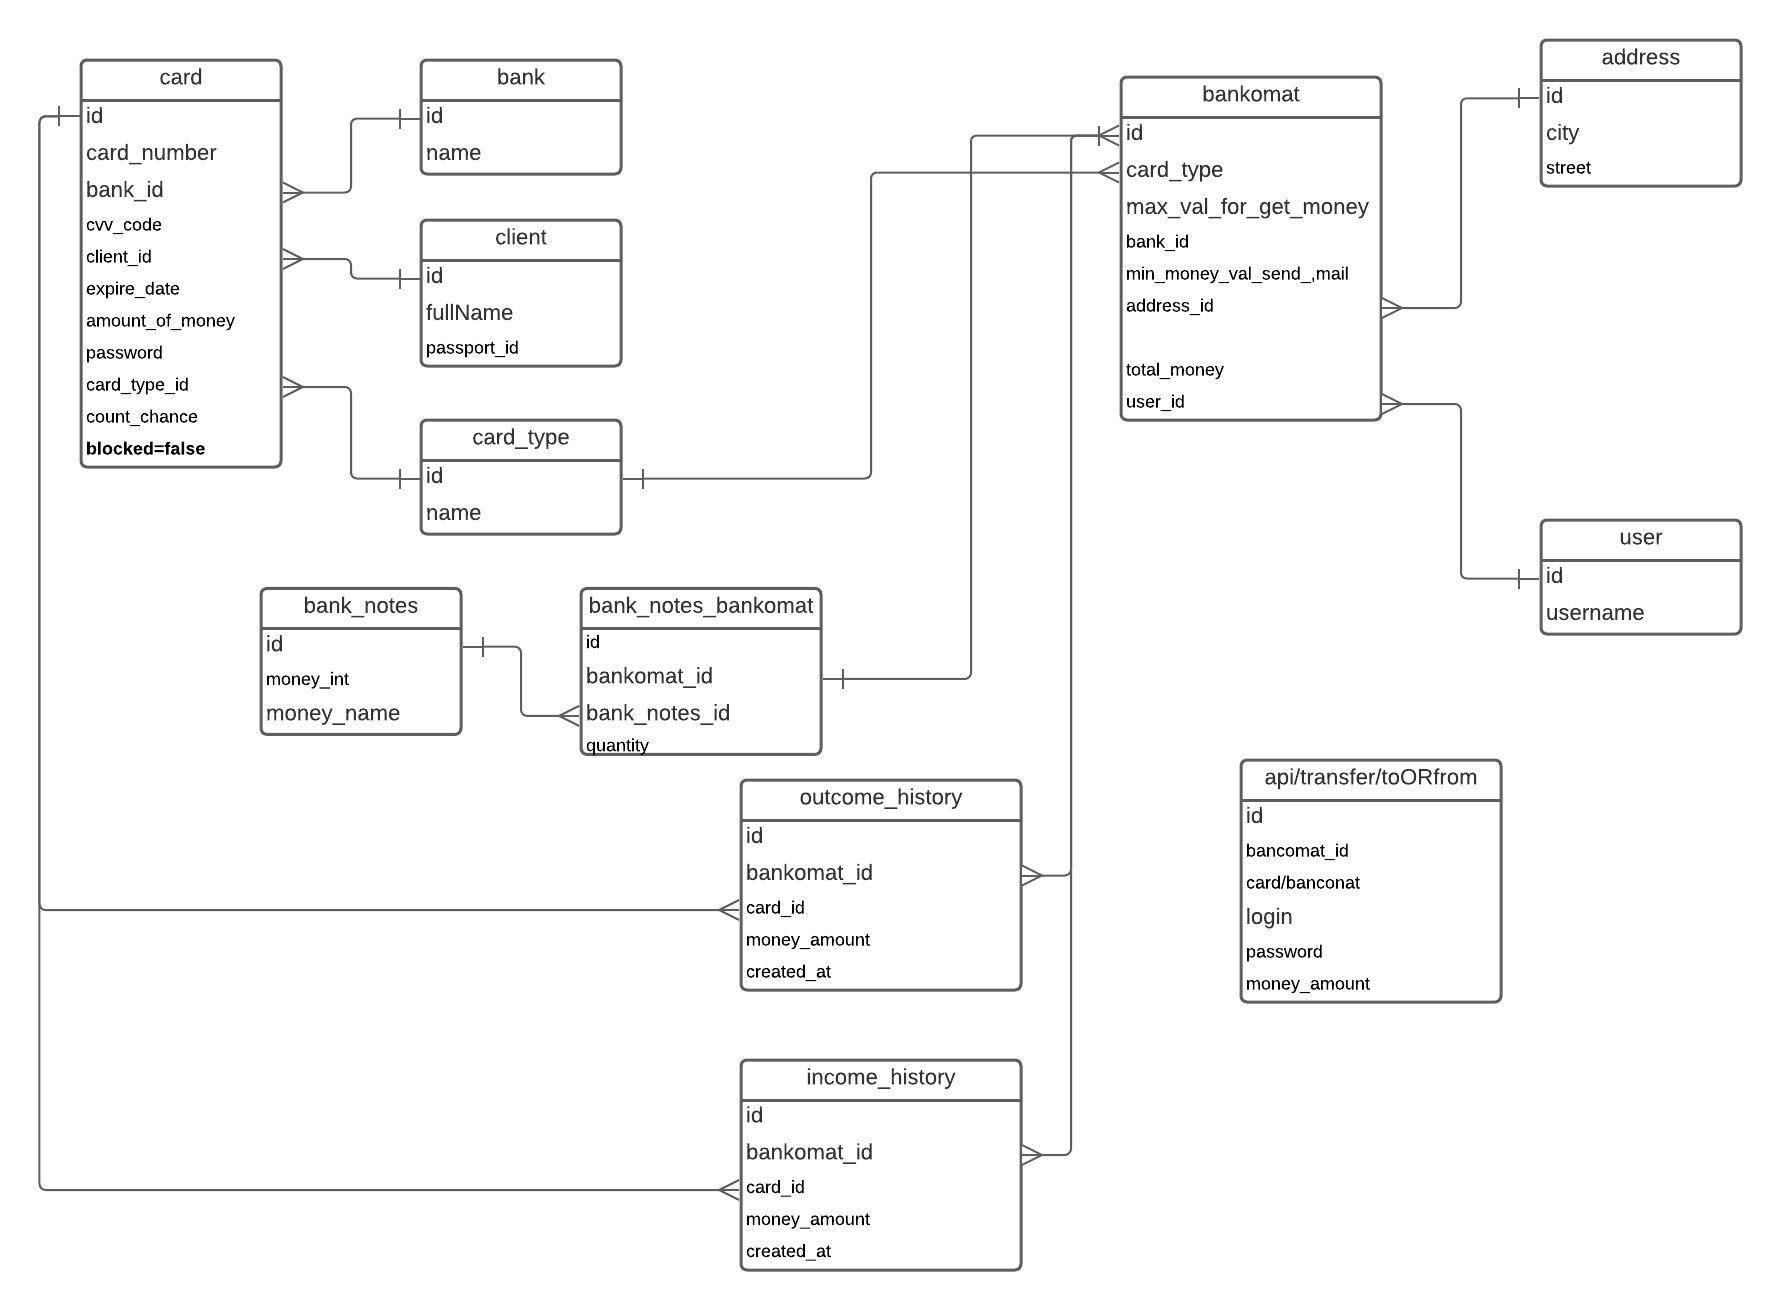 card
id
card_number
bank_id
cvv_code
client_id
expire_date
amount_of_money
password
card_type_id
count_chance
blocked=false
bank
id
name
client
id
fullName
passport_id
card_type
id
name
bankomat
id
card_type
max_val_for_get_money
bank_id
min_money_val_send_,mail
address_id
total_money
user_id
address
id
city
street
user
id
username
bank_notes
id
money_int
money_name
bank_notes_bankomat
id
bankomat_id
bank_notes_id
quantity
outcome_history
id
bankomat_id
card_id
money_amount
created_at
api/transfer/toORfrom
id
bancomat_id
card/banconat
login
password
money_amount
income_history
id
bankomat_id
card_id
money_amount
created_at